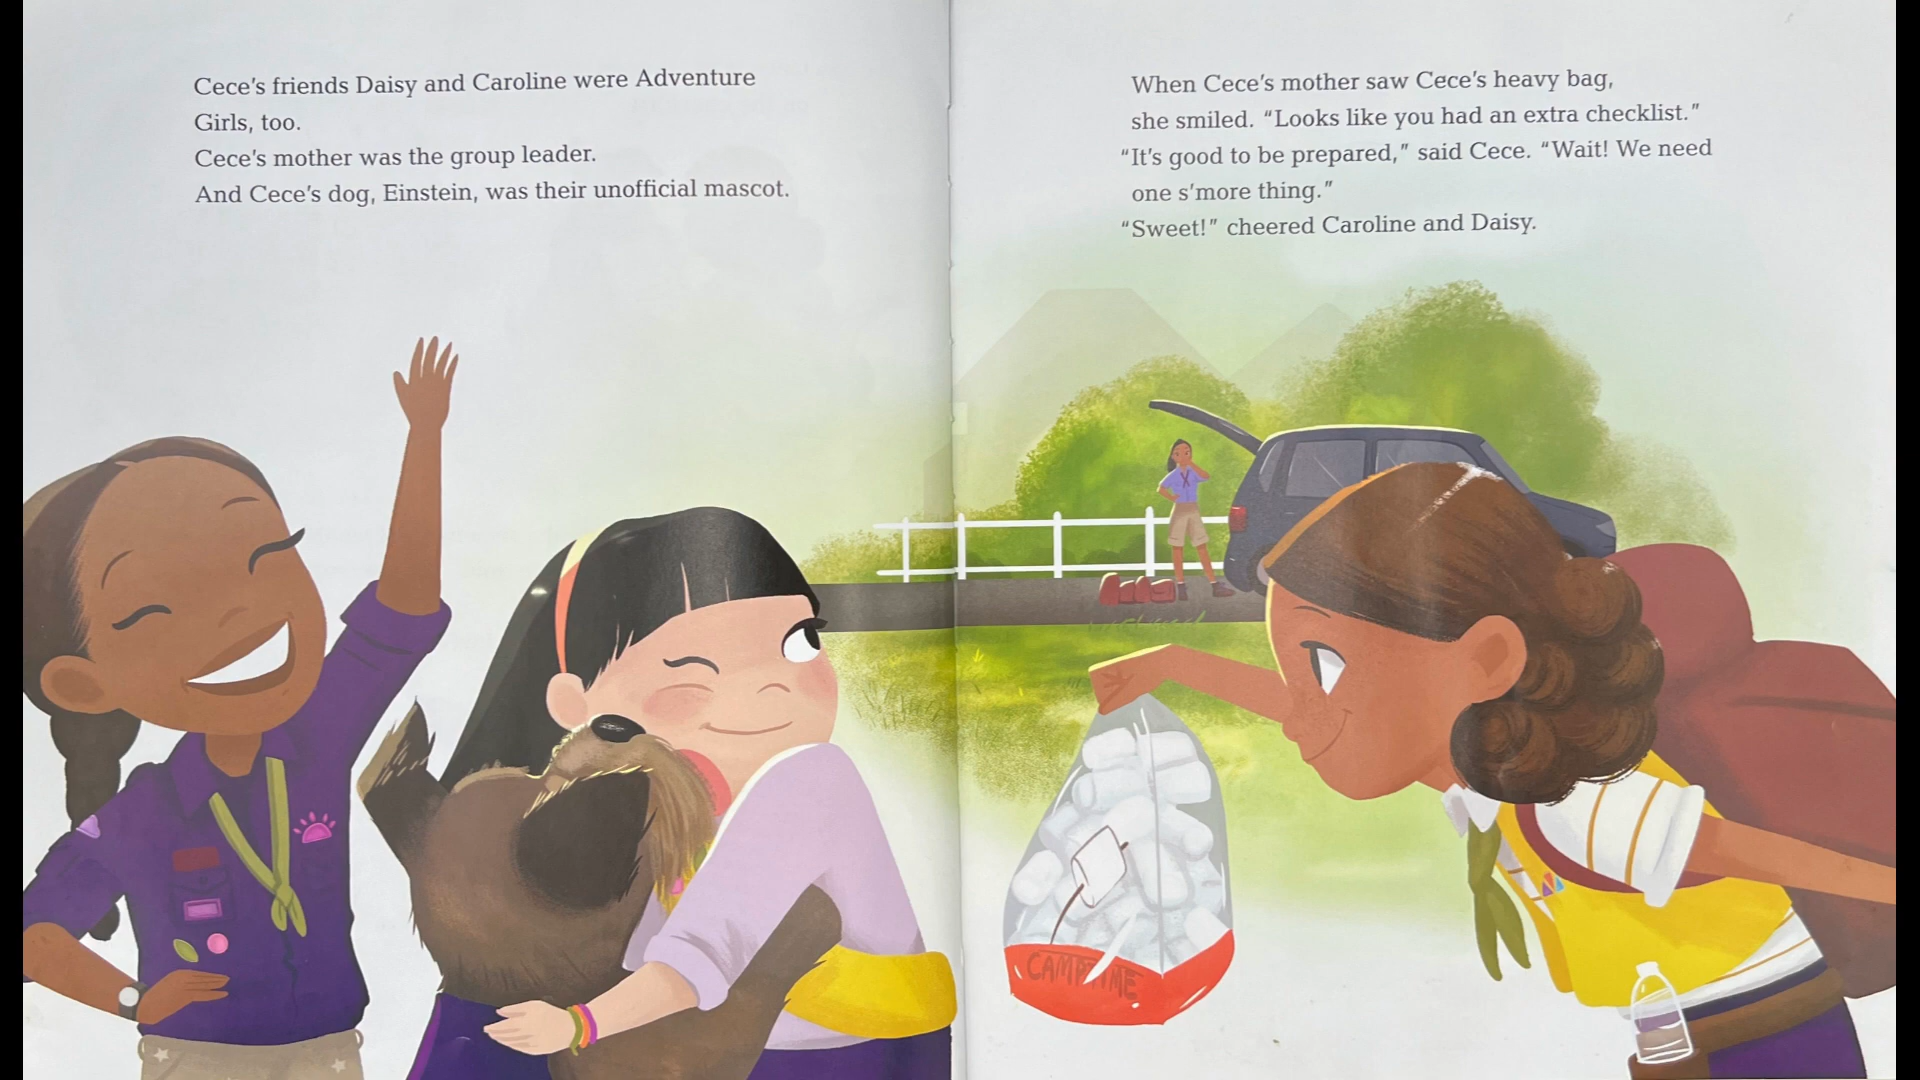 Cece’s friends Daisy and Caroline were Adventure
Girls, too.
Cece’s mother was the group leader.
And Cece’s dog, Einstein, was their unofficial mascot.
When Cece’s mother saw Cece’s heavy bag,
she smiled. “Looks like you had an extra checklist.”
“It’s good to be prepared,” said Cece. “Wait! We need
one s’more thing.”
“Sweet!” cheered Caroline and Daisy.
CAMPTIME